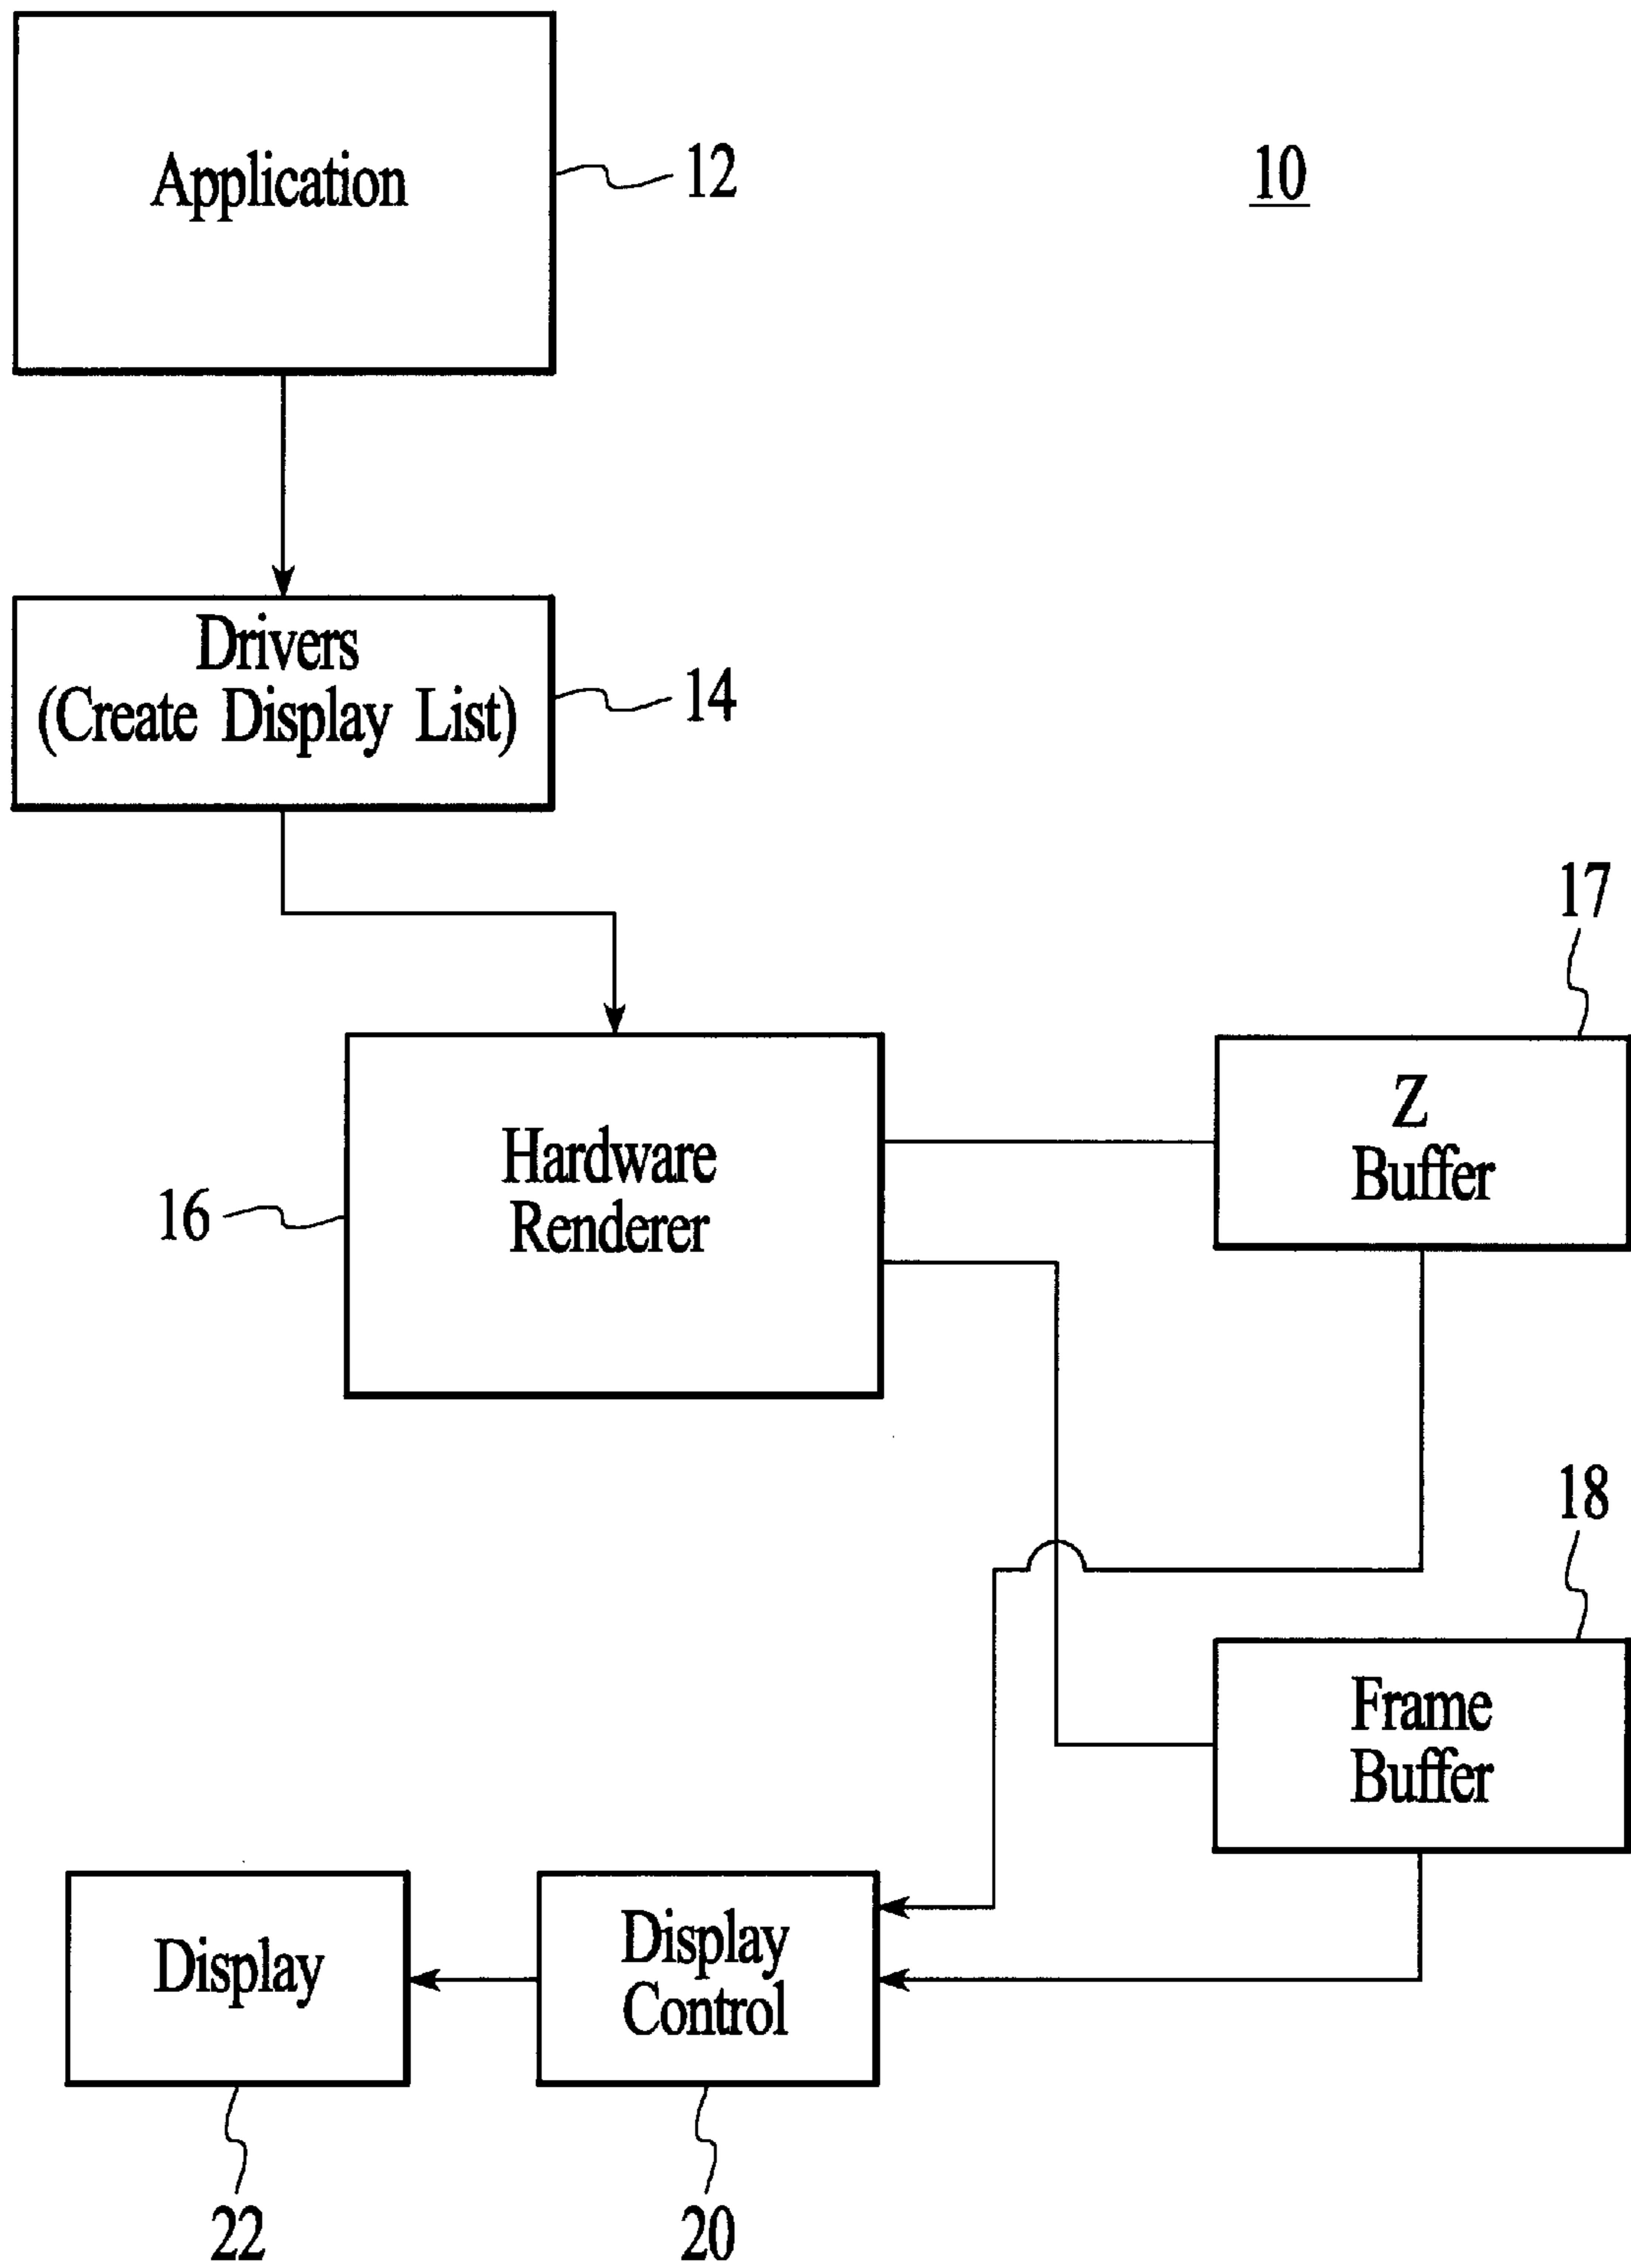 Application
12
10
Drivers
(Create Display List)
14
17
Z
Buffer
Hardware
Renderer
16
18
Frame
Buffer
Display
Display
Control
22
20